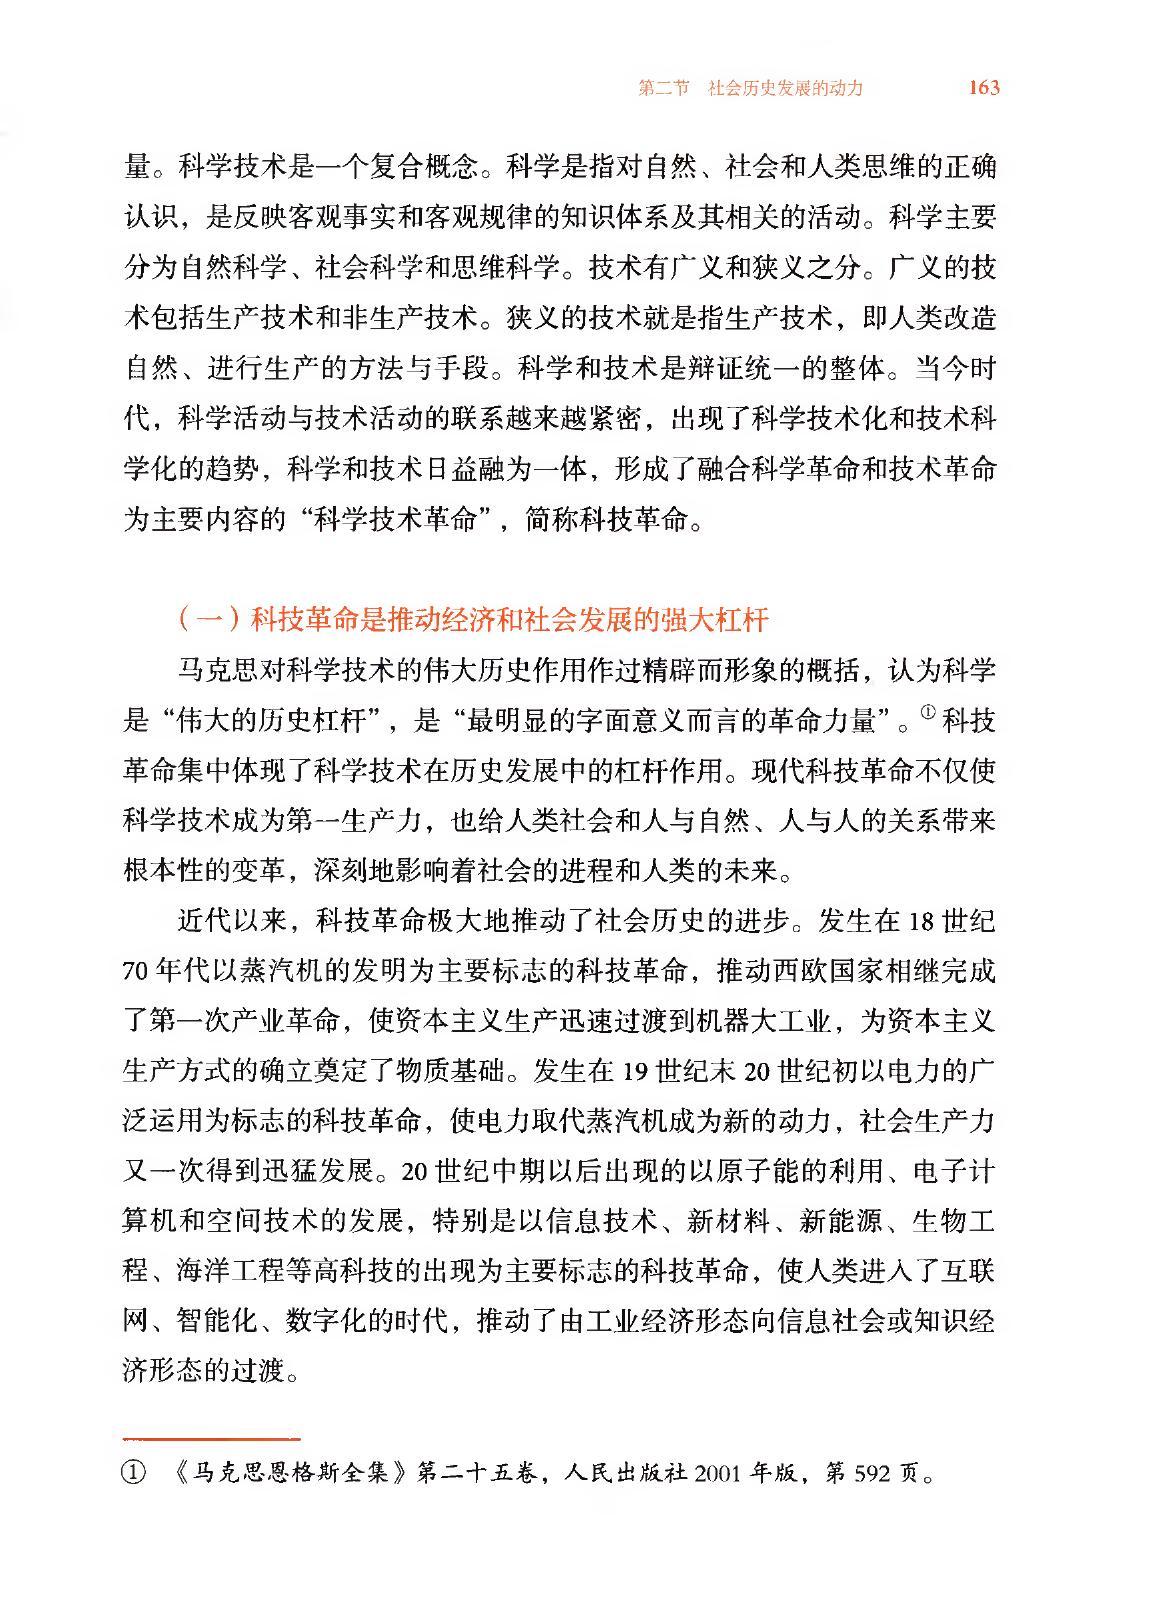 第二节 社会历史发展的动力 163
量。科学技术是一个复合概念。科学是指对自然、社会和人类思维的正确
认识，是反映客观事实和客观规律的知识体系及其相关的活动。科学主要
分为自然科学、社会科学和思维科学。技术有广义和狭义之分。广义的技
术包括生产技术和非生产技术。狭义的技术就是指生产技术，即人类改造
自然、进行生产的方法与手段。科学和技术是辩证统一的整体。当今时
代，科学活动与技术活动的联系越来越紧密，出现了科学技术化和技术科
学化的趋势，科学和技术日益融为一体，形成了融合科学革命和技术革命
为主要内容的“科学技术革命”，简称科技革命。
（一）科技革命是推动经济和社会发展的强大杠杆
马克思对科学技术的伟大历史作用作过精辟而形象的概括，认为科学
是“伟大的历史杠杆”，是“最明显的字面意义而言的革命力量”。①科技
革命集中体现了科学技术在历史发展中的杠杆作用。现代科技革命不仅使
科学技术成为第一生产力，也给人类社会和人与自然、人与人的关系带来
根本性的变革，深刻地影响着社会的进程和人类的未来。
近代以来，科技革命极大地推动了社会历史的进步。发生在 18 世纪
70 年代以蒸汽机的发明为主要标志的科技革命，推动西欧国家相继完成
了第一次产业革命，使资本主义生产迅速过渡到机器大工业，为资本主义
生产方式的确立奠定了物质基础。发生在 19 世纪末 20 世纪初以电力的广
泛运用为标志的科技革命，使电力取代蒸汽机成为新的动力，社会生产力
又一次得到迅猛发展。20 世纪中期以后出现的以原子能的利用、电子计
算机和空间技术的发展，特别是以信息技术、新材料、新能源、生物工
程、海洋工程等高科技的出现为主要标志的科技革命，使人类进入了互联
网、智能化、数字化的时代，推动了由工业经济形态向信息社会或知识经
济形态的过渡。
① 《马克思恩格斯全集》第二十五卷，人民出版社 2001 年版，第 592 页。